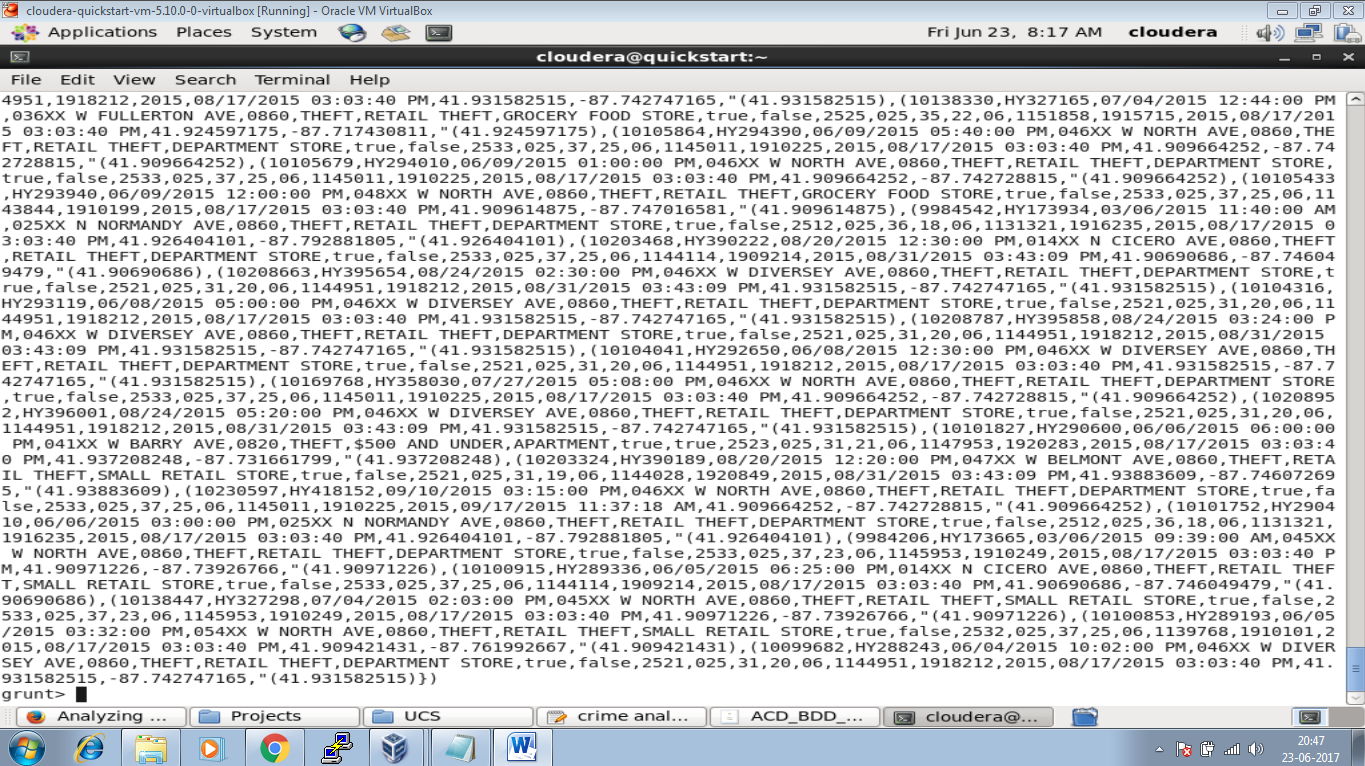 cloudera-quickstart-vm-5.10.0-0-virtualbox [Running] - Oracle VM VirtualBox
Applications Places System Fri Jun 23, 8:17 AM cloudera
cloudera@quickstart:~
File Edit View Search Terminal Help
4951,1918212,2015,08/17/2015 03:03:40 PM,41.931582515,-87.742747165,"(41.931582515),(10138330,HY327165,07/04/2015 12:44:00 PM
,036XX W FULLERTON AVE,0860,THEFT,RETAIL THEFT,GROCERY FOOD STORE,true,false,2525,025,35,22,06,1151858,1915715,2015,08/17/201
5 03:03:40 PM,41.924597175,-87.717430811,"(41.924597175),(10105864,HY294390,06/09/2015 05:40:00 PM,046XX W NORTH AVE,0860,THE
FT,RETAIL THEFT,DEPARTMENT STORE,true,false,2533,025,37,25,06,1145011,1910225,2015,08/17/2015 03:03:40 PM,41.909664252,-87.74
2728815,"(41.909664252),(10105679,HY294010,06/09/2015 01:00:00 PM,046XX W NORTH AVE,0860,THEFT,RETAIL THEFT,DEPARTMENT STORE,
true,false,2533,025,37,25,06,1145011,1910225,2015,08/17/2015 03:03:40 PM,41.909664252,-87.742728815,"(41.909664252),(10105433
,HY293940,06/09/2015 12:00:00 PM,048XX W NORTH AVE,0860,THEFT,RETAIL THEFT,GROCERY FOOD STORE,true,false,2533,025,37,25,06,11
43844,1910199,2015,08/17/2015 03:03:40 PM,41.909614875,-87.747016581,"(41.909614875),(9984542,HY173934,03/06/2015 11:40:00 AM
,025XX N NORMANDY AVE,0860,THEFT,RETAIL THEFT,DEPARTMENT STORE,true,false,2512,025,36,18,06,1131321,1916235,2015,08/17/2015 0
3:03:40 PM,41.926404101,-87.792881805,"(41.926404101),(10203468,HY390222,08/20/2015 12:30:00 PM,014XX N CICERO AVE,0860,THEFT
,RETAIL THEFT,DEPARTMENT STORE,true,false,2533,025,37,25,06,1144114,1909214,2015,08/31/2015 03:43:09 PM,41.90690686,-87.74604
9479,"(41.90690686),(10208663,HY395654,08/24/2015 02:30:00 PM,046XX W DIVERSEY AVE,0860,THEFT,RETAIL THEFT,DEPARTMENT STORE,t
rue,false,2521,025,31,20,06,1144951,1918212,2015,08/31/2015 03:43:09 PM,41.931582515,-87.742747165,"(41.931582515),(10104316,
HY293119,06/08/2015 05:00:00 PM,046XX W DIVERSEY AVE,0860,THEFT,RETAIL THEFT,DEPARTMENT STORE,true,false,2521,025,31,20,06,11
44951,1918212,2015,08/17/2015 03:03:40 PM,41.931582515,-87.742747165,"(41.931582515),(10208787,HY395858,08/24/2015 03:24:00 P
M,046XX W DIVERSEY AVE,0860,THEFT,RETAIL THEFT,DEPARTMENT STORE,true,false,2521,025,31,20,06,1144951,1918212,2015,08/31/2015
03:43:09 PM,41.931582515,-87.742747165,"(41.931582515),(10104041,HY292650,06/08/2015 12:30:00 PM,046XX W DIVERSEY AVE,0860,TH
EFT,RETAIL THEFT,DEPARTMENT STORE,true,false,2521,025,31,20,06,1144951,1918212,2015,08/17/2015 03:03:40 PM,41.931582515,-87.7
42747165,"(41.931582515),(10169768,HY358030,07/27/2015 05:08:00 PM,046XX W NORTH AVE,0860,THEFT,RETAIL THEFT,DEPARTMENT STORE
,true,false,2533,025,37,25,06,1145011,1910225,2015,08/17/2015 03:03:40 PM,41.909664252,-87.742728815,"(41.909664252),(1020895
2,HY396001,08/24/2015 05:20:00 PM,046XX W DIVERSEY AVE,0860,THEFT,RETAIL THEFT,DEPARTMENT STORE,true,false,2521,025,31,20,06,
1144951,1918212,2015,08/31/2015 03:43:09 PM,41.931582515,-87.742747165,"(41.931582515),(10101827,HY290600,06/06/2015 06:00:00
PM,041XX W BARRY AVE,0820,THEFT,$500 AND UNDER,APARTMENT,true,true,2523,025,31,21,06,1147953,1920283,2015,08/17/2015 03:03:4
0 PM,41.937208248,-87.731661799,"(41.937208248),(10203324,HY390189,08/20/2015 12:20:00 PM,047XX W BELMONT AVE,0860,THEFT,RETA
IL THEFT,SMALL RETAIL STORE,true,false,2521,025,31,19,06,1144028,1920849,2015,08/31/2015 03:43:09 PM,41.93883609,-87.74607269
5,"(41.93883609),(10230597,HY418152,09/10/2015 03:15:00 PM,046XX W NORTH AVE,0860,THEFT,RETAIL THEFT,DEPARTMENT STORE,true,fa
lse,2533,025,37,25,06,1145011,1910225,2015,09/17/2015 11:37:18 AM,41.909664252,-87.742728815,"(41.909664252),(10101752,HY2904
10,06/06/2015 03:00:00 PM,025XX N NORMANDY AVE,0860,THEFT,RETAIL THEFT,DEPARTMENT STORE,true,false,2512,025,36,18,06,1131321,
1916235,2015,08/17/2015 03:03:40 PM,41.926404101,-87.792881805,"(41.926404101),(9984206,HY173665,03/06/2015 09:39:00 AM,045XX
W NORTH AVE,0860,THEFT,RETAIL THEFT,DEPARTMENT STORE,true,false,2533,025,37,23,06,1145953,1910249,2015,08/17/2015 03:03:40 P
M,41.90971226,-87.73926766,"(41.90971226),(10100915,HY289336,06/05/2015 06:25:00 PM,014XX N CICERO AVE,0860,THEFT,RETAIL THEF
T,SMALL RETAIL STORE,true,false,2533,025,37,25,06,1144114,1909214,2015,08/17/2015 03:03:40 PM,41.90690686,-87.746049479,"(41.
90690686),(10138447,HY327298,07/04/2015 02:03:00 PM,045XX W NORTH AVE,0860,THEFT,RETAIL THEFT,SMALL RETAIL STORE,true,false,2
533,025,37,23,06,1145953,1910249,2015,08/17/2015 03:03:40 PM,41.90971226,-87.73926766,"(41.90971226),(10100853,HY289193,06/05
/2015 03:32:00 PM,054XX W NORTH AVE,0860,THEFT,RETAIL THEFT,SMALL RETAIL STORE,true,false,2532,025,37,25,06,1139768,1910101,2
015,08/17/2015 03:03:40 PM,41.909421431,-87.761992667,"(41.909421431),(10099682,HY288243,06/04/2015 10:02:00 PM,046XX W DIVER
SEY AVE,0860,THEFT,RETAIL THEFT,DEPARTMENT STORE,true,false,2521,025,31,20,06,1144951,1918212,2015,08/17/2015 03:03:40 PM,41.
931582515,-87.742747165,"(41.931582515)})
grunt>
Analyzing ... Projects UCS crime anal... ACD_BDD_... cloudera@...
20:47
23-06-2017